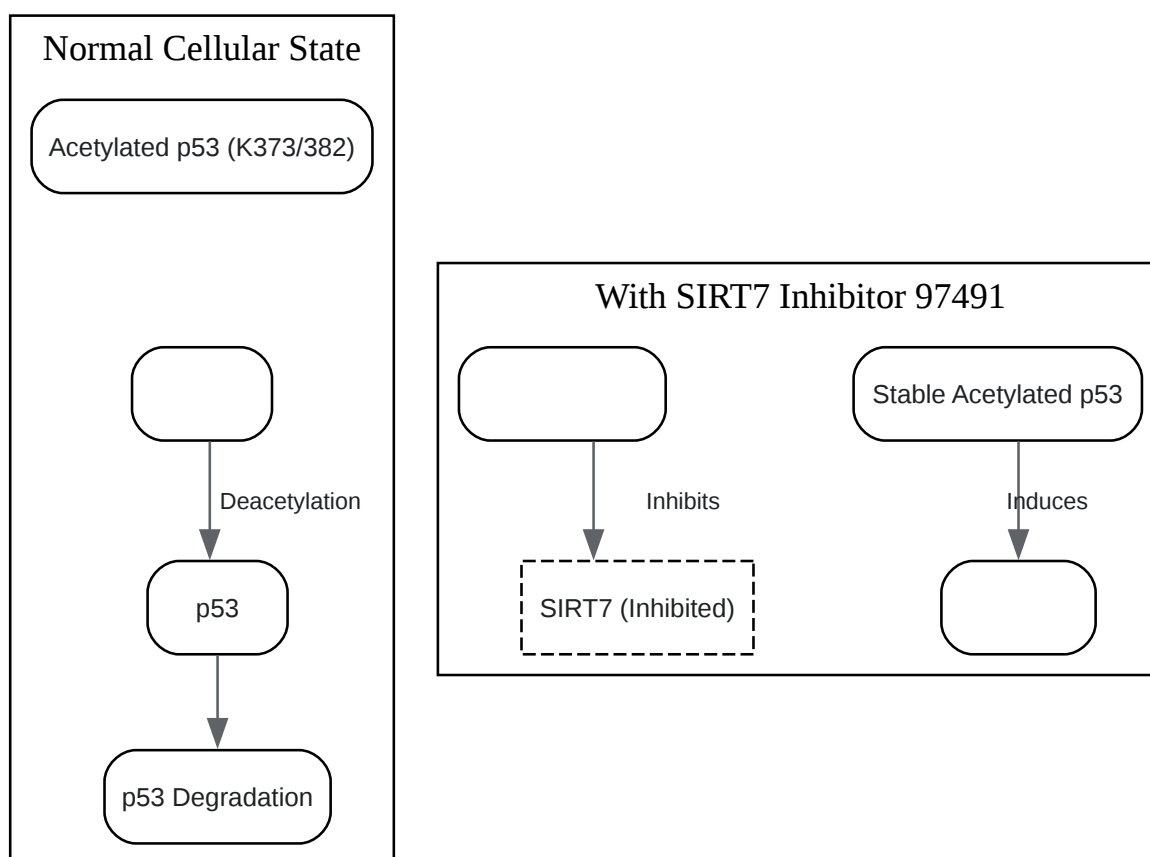 Normal Cellular State
Acetylated p53 (K373/382)
Deacetylation
p53
p53 Degradation
With SIRT7 Inhibitor 97491
Stable Acetylated p53
Inhibits
Induces
SIRT7 (Inhibited)